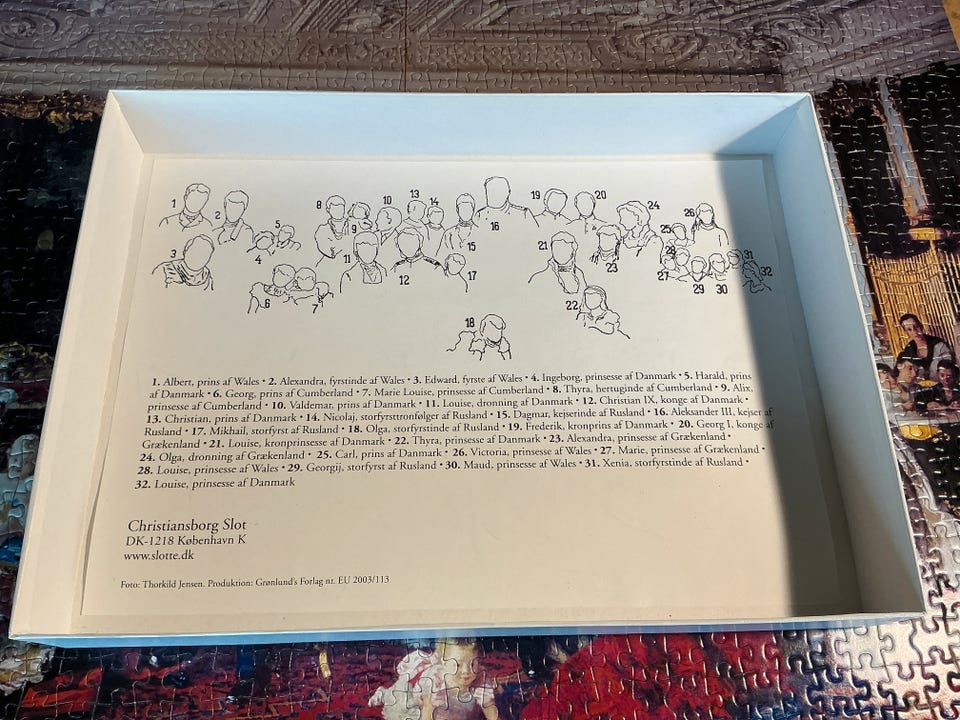 1 2 3 4 5 6 7 8 9 10 11 12 13 14 15 16 17 18 19 20 21 22 23 24 25 26 27 28 29 30 31 32
1. Albert, prins af Wales • 2. Alexandra, fyrstinde af Wales • 3. Edward, fyrste af Wales • 4. Ingeborg, prinsesse af Danmark • 5. Harald, prins
af Danmark • 6. Georg, prins af Cumberland • 7. Marie Louise, prinsesse af Cumberland • 8. Thyra, hertuginde af Cumberland • 9. Alix,
prinsesse af Cumberland • 10. Valdemar, prins af Danmark • 11. Louise, dronning af Danmark • 12. Christian IX, konge af Danmark •
13. Christian, prins af Danmark • 14. Nicolaj, storfyrsttronfølger af Rusland • 15. Dagmar, kejserinde af Rusland • 16. Aleksander III, kejser af
Rusland • 17. Mikhail, storfyrst af Rusland • 18. Olga, storfyrstinde af Rusland • 19. Frederik, kronprins af Danmark • 20. Georg I, konge af
Grækenland • 21. Louise, kronprinsesse af Danmark • 22. Thyra, prinsesse af Danmark • 23. Alexandra, prinsesse af Grækenland •
24. Olga, dronning af Grækenland • 25. Carl, prins af Danmark • 26. Victoria, prinsesse af Wales • 27. Marie, prinsesse af Grækenland •
28. Louise, prinsesse af Wales • 29. Georgij, storfyrst af Rusland • 30. Maud, prinsesse af Wales • 31. Xenia, storfyrstinde af Rusland •
32. Louise, prinsesse af Danmark
Christiansborg Slot
DK-1218 København K
www.slotte.dk
Foto: Thorkild Jensen. Produktion: Grønlund's Forlag nr. EU 2003/113